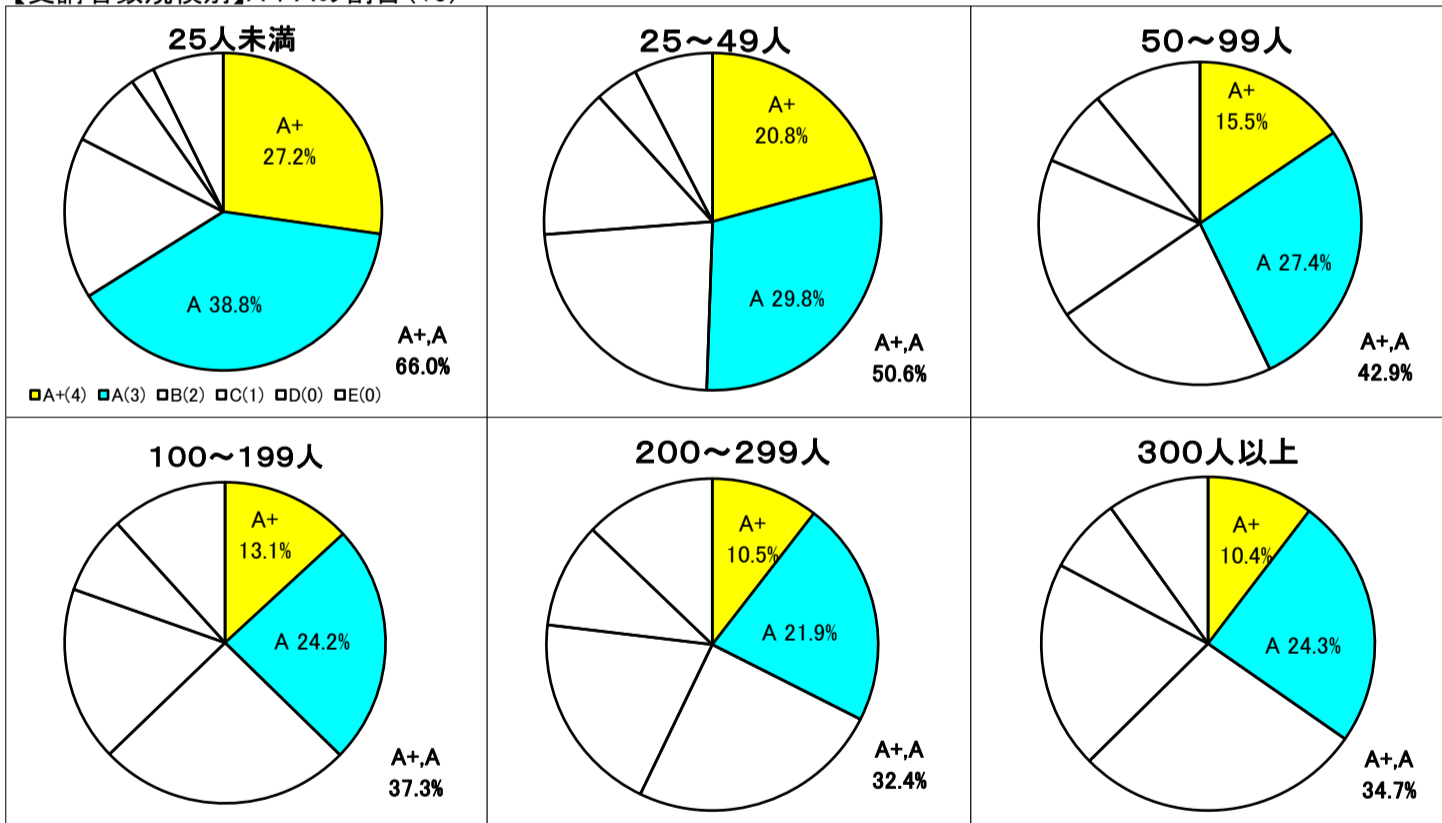 25人未満
A+
27.2%
A 38.8%
A+,A
66.0%
A+(4) A(3) B(2) C(1) D(0) E(0)
25～49人
A+
20.8%
A 29.8%
A+,A
50.6%
50～99人
A+
15.5%
A 27.4%
A+,A
42.9%
100～199人
A+
13.1%
A 24.2%
A+,A
37.3%
200～299人
A+
10.5%
A 21.9%
A+,A
32.4%
300人以上
A+
10.4%
A 24.3%
A+,A
34.7%